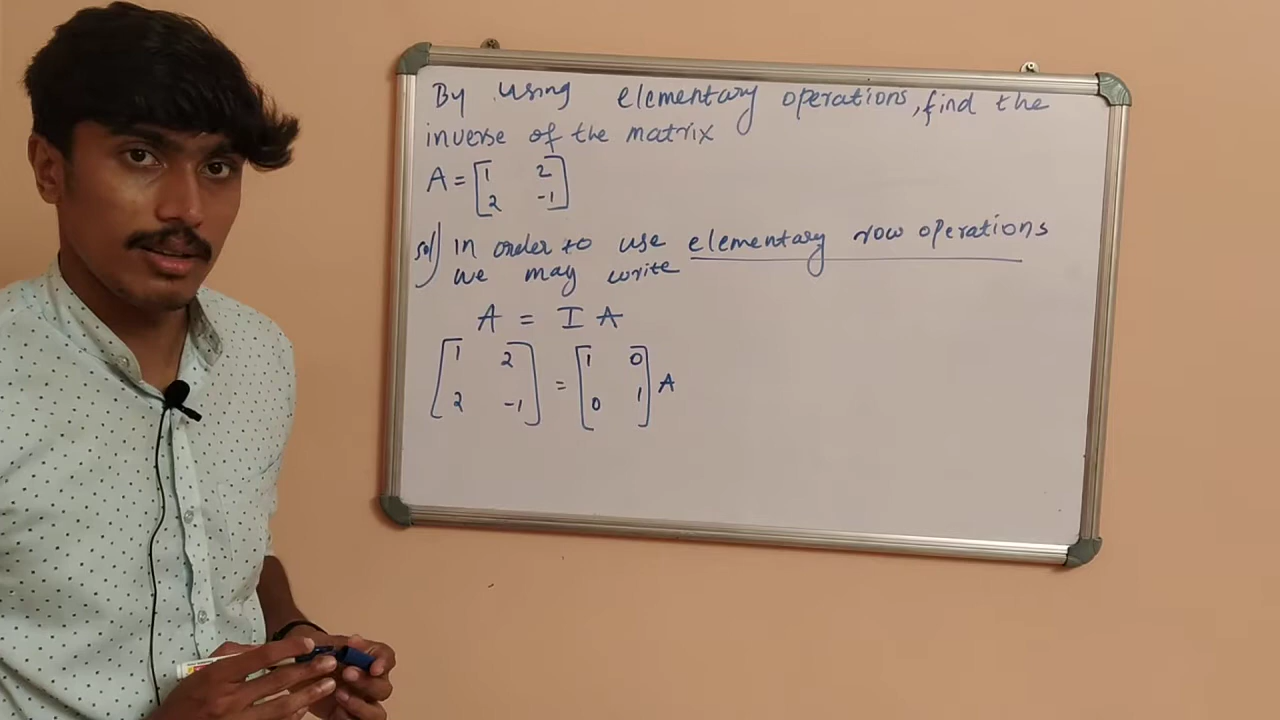 By using elementary operations, find the
inverse of the matrix
A = [1 2
2 -1]
sol) In order to use elementary row operations
we may write
A = I A
[1 2 = [1 0
2 -1] 0 1] A